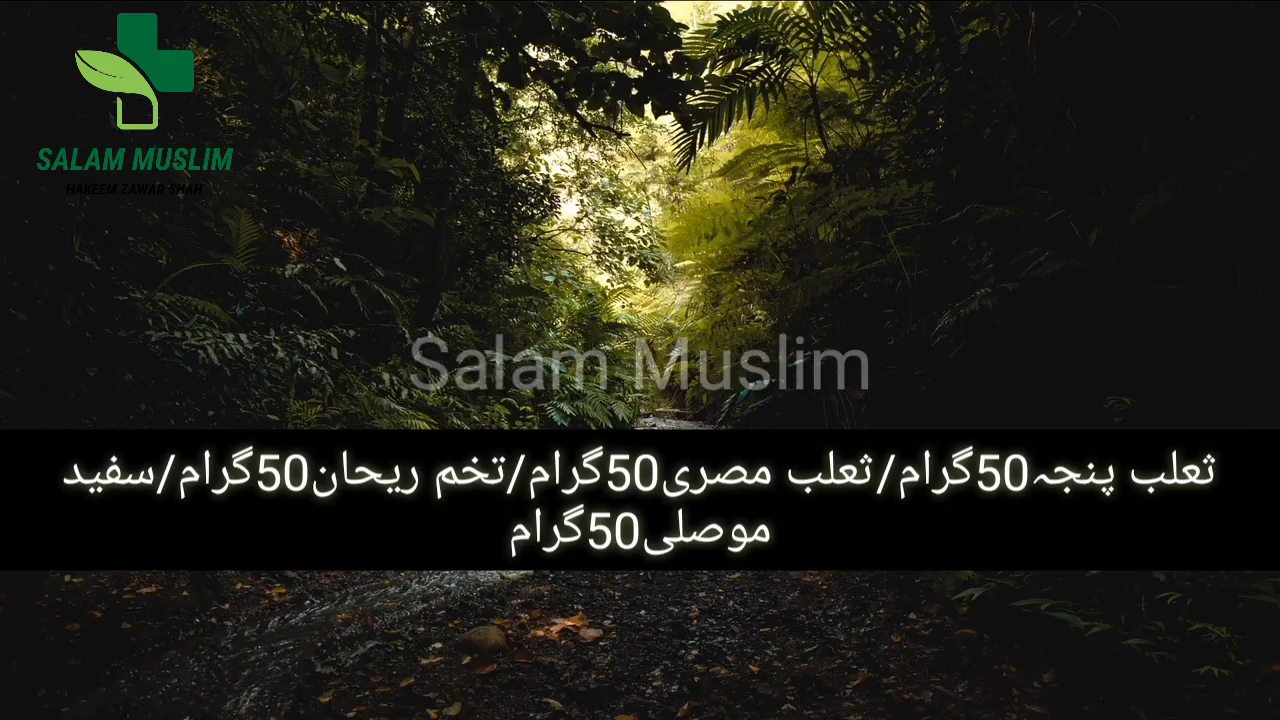 SALAM MUSLIM
HAKEEM ZAWAR SHAH
Salam Muslim
ثعلب پنجہ50گرام/ثعلب مصری50گرام/تخم ریحان50گرام/سفید
موصلی50گرام